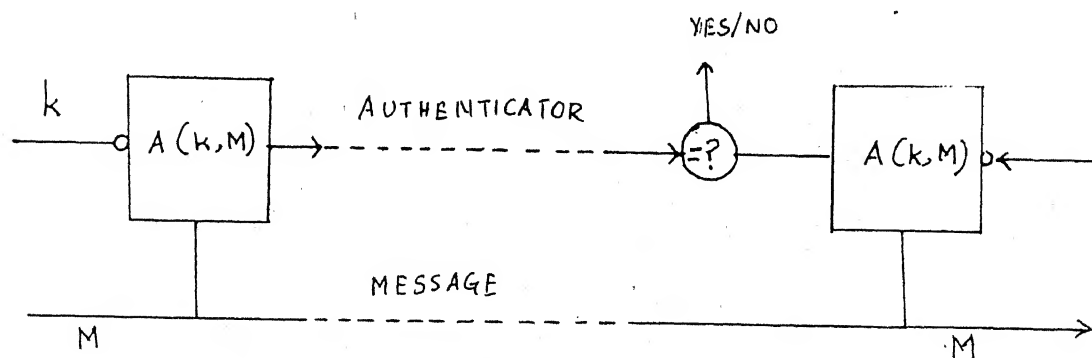 YES/NO
k
AUTHENTICATOR
A(k,M)
=?
A(k,M)
MESSAGE
M
M